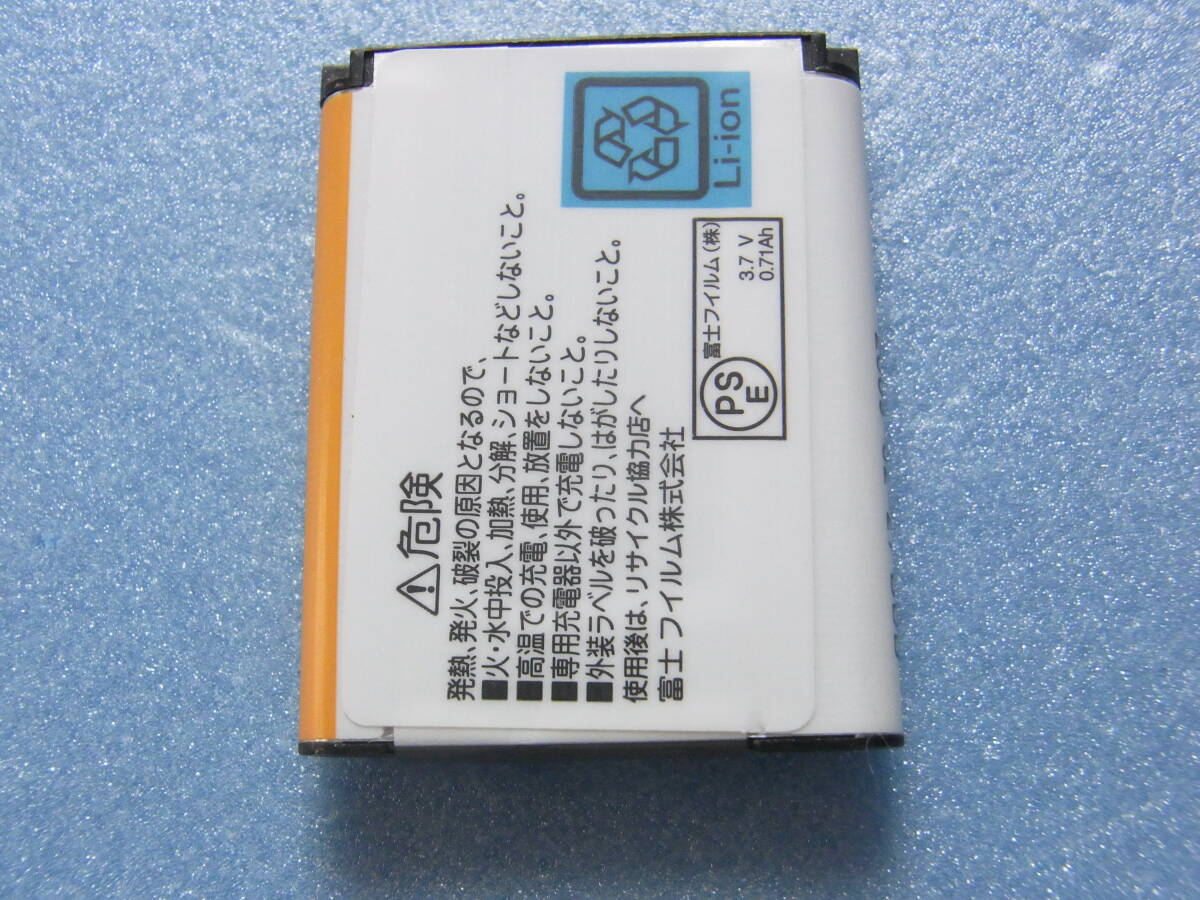 ⚠危険
発熱、発火、破裂の原因となるので、
■火・水中投入、加熱、分解、ショートなどしないこと。
■高温での充電、使用、放置をしないこと。
■専用充電器以外で充電しないこと。
■外装ラベルを破ったり、はがしたりしないこと。
使用後は、リサイクル協力店へ
富士フイルム株式会社
Li-ion
PS
E
富士フイルム(株)
3.7 V
0.71Ah